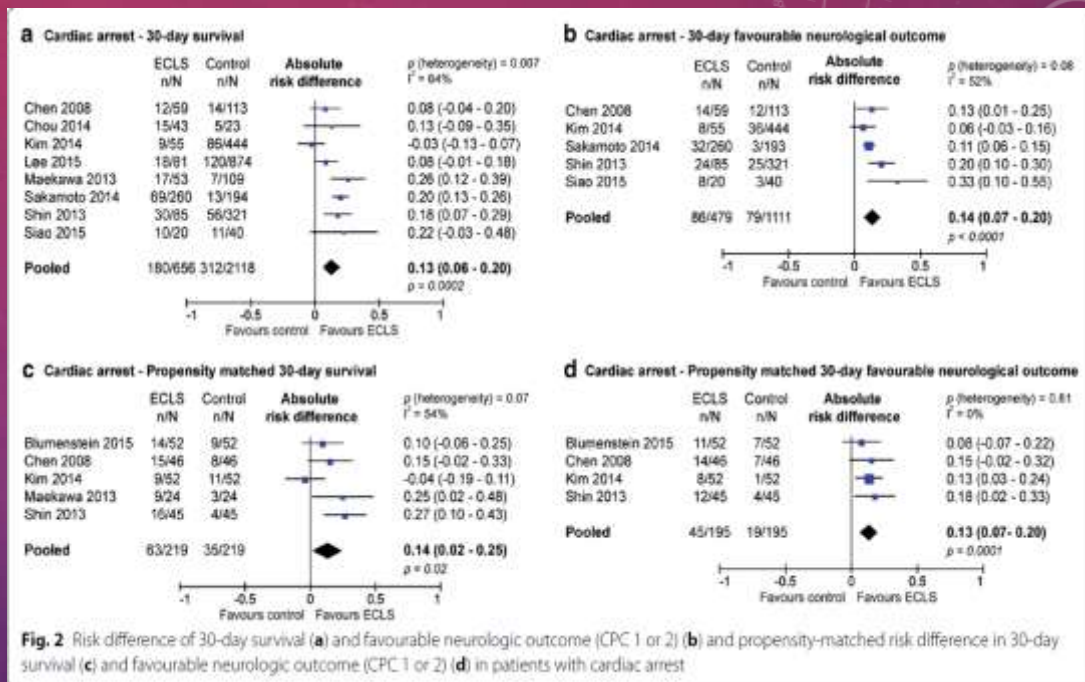 a Cardiac arrest - 30-day survival
ECLS Control Absolute p (heterogeneity) = 0.007
n/N n/N risk difference I² = 64%
Chen 2008 12/59 14/113 0.08 (-0.04 - 0.20)
Chou 2014 15/43 5/23 0.13 (-0.09 - 0.35)
Kim 2014 9/55 86/444 -0.03 (-0.13 - 0.07)
Lee 2015 18/81 120/874 0.08 (-0.01 - 0.18)
Maekawa 2013 17/53 7/109 0.26 (0.12 - 0.39)
Sakamoto 2014 69/260 13/194 0.20 (0.13 - 0.26)
Shin 2013 30/85 56/321 0.18 (0.07 - 0.29)
Siao 2015 10/20 11/40 0.22 (-0.03 - 0.48)
Pooled 180/656 312/2118 0.13 (0.06 - 0.20)
p = 0.0002
-1 -0.5 0 0.5 1
Favours control Favours ECLS
b Cardiac arrest - 30-day favourable neurological outcome
ECLS Control Absolute p (heterogeneity) = 0.08
n/N n/N risk difference I² = 52%
Chen 2008 14/59 12/113 0.13 (0.01 - 0.25)
Kim 2014 8/55 36/444 0.06 (-0.03 - 0.16)
Sakamoto 2014 32/260 3/193 0.11 (0.06 - 0.15)
Shin 2013 24/85 25/321 0.20 (0.10 - 0.30)
Siao 2015 8/20 3/40 0.33 (0.10 -
Pooled 86/479 79/1111 0.14 (0.07 - 0.20)
p < 0.0001
-1 -0.5 0 0.5 1
Favours control Favours ECLS
c Cardiac arrest - Propensity matched 30-day survival
ECLS Control Absolute p (heterogeneity) = 0.07
n/N n/N risk difference I² = 54%
Blumenstein 2015 14/52 9/52 0.10 (-0.06 - 0.25)
Chen 2008 15/46 8/46 0.15 (-0.02 - 0.33)
Kim 2014 9/52 11/52 -0.04 (-0.19 - 0.11)
Maekawa 2013 9/24 3/24 0.25 (0.02 - 0.48)
Shin 2013 16/45 4/45 0.27 (0.10 - 0.43)
Pooled 63/219 35/219 0.14 (0.02 - 0.25)
p = 0.02
-1 -0.5 0 0.5 1
Favours control Favours ECLS
d Cardiac arrest - Propensity matched 30-day favourable neurological outcome
ECLS Control Absolute p (heterogeneity) = 0.61
n/N n/N risk difference I² = 0%
Blumenstein 2015 11/52 7/52 0.08 (-0.07 - 0.22)
Chen 2008 14/46 7/46 0.15 (-0.02 - 0.32)
Kim 2014 8/52 1/52 0.13 (0.03 - 0.24)
Shin 2013 12/45 4/45 0.18 (0.02 - 0.33)
Pooled 45/195 19/195 0.13 (0.07- 0.20)
p = 0.0001
-1 -0.5 0 0.5 1
Favours control Favours ECLS
Fig. 2 Risk difference of 30-day survival (a) and favourable neurologic outcome (CPC 1 or 2) (b) and propensity-matched risk difference in 30-day
survival (c) and favourable neurologic outcome (CPC 1 or 2) (d) in patients with cardiac arrest